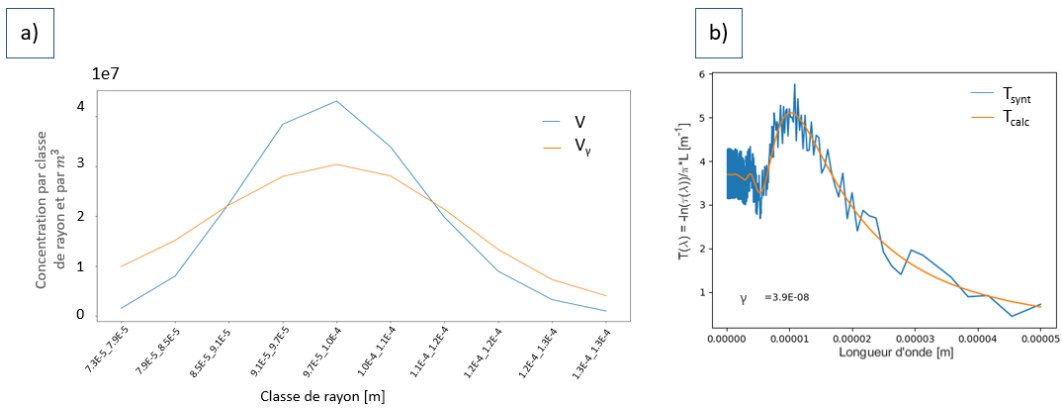 a)
1e7
Concentration par classe
de rayon et par m³
4
3
2
1
0
V
Vγ
7.3E-5_7.9E-5
7.9E-5_8.5E-5
8.5E-5_9.1E-5
9.1E-5_9.7E-5
9.7E-5_1.0E-4
1.0E-4_1.1E-4
1.1E-4_1.2E-4
1.2E-4_1.2E-4
1.2E-4_1.3E-4
1.3E-4_1.3E-4
Classe de rayon [m]
b)
T(λ) = -ln(𝜏(λ))/π*L [m⁻¹]
6
5
4
3
2
1
Tsynt
Tcalc
γ =3.9E-08
0.00000 0.00001 0.00002 0.00003 0.00004 0.00005
Longueur d'onde [m]